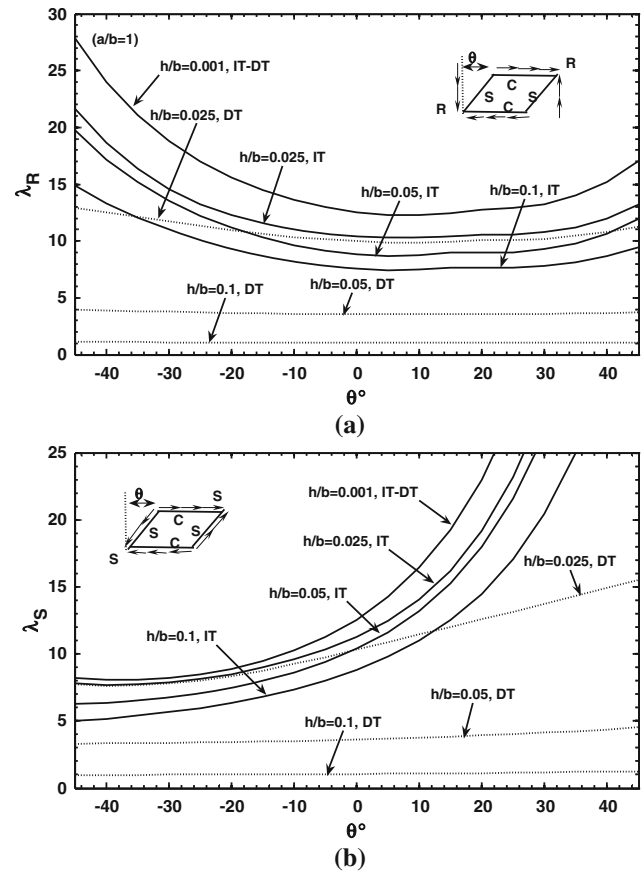 (a/b=1)
h/b=0.001, IT-DT
h/b=0.025, DT
h/b=0.025, IT
h/b=0.05, IT
h/b=0.1, IT
h/b=0.05, DT
h/b=0.1, DT
θ
R
C
S
S
C
R
λR
35
30
25
20
15
10
5
0
-40 -30 -20 -10 0 10 20 30 40
θ°
(a)
θ
S
C
S
S
C
S
h/b=0.001, IT-DT
h/b=0.025, IT
h/b=0.025, DT
h/b=0.05, IT
h/b=0.1, IT
h/b=0.05, DT
h/b=0.1, DT
λS
25
20
15
10
5
0
-40 -30 -20 -10 0 10 20 30 40
θ°
(b)